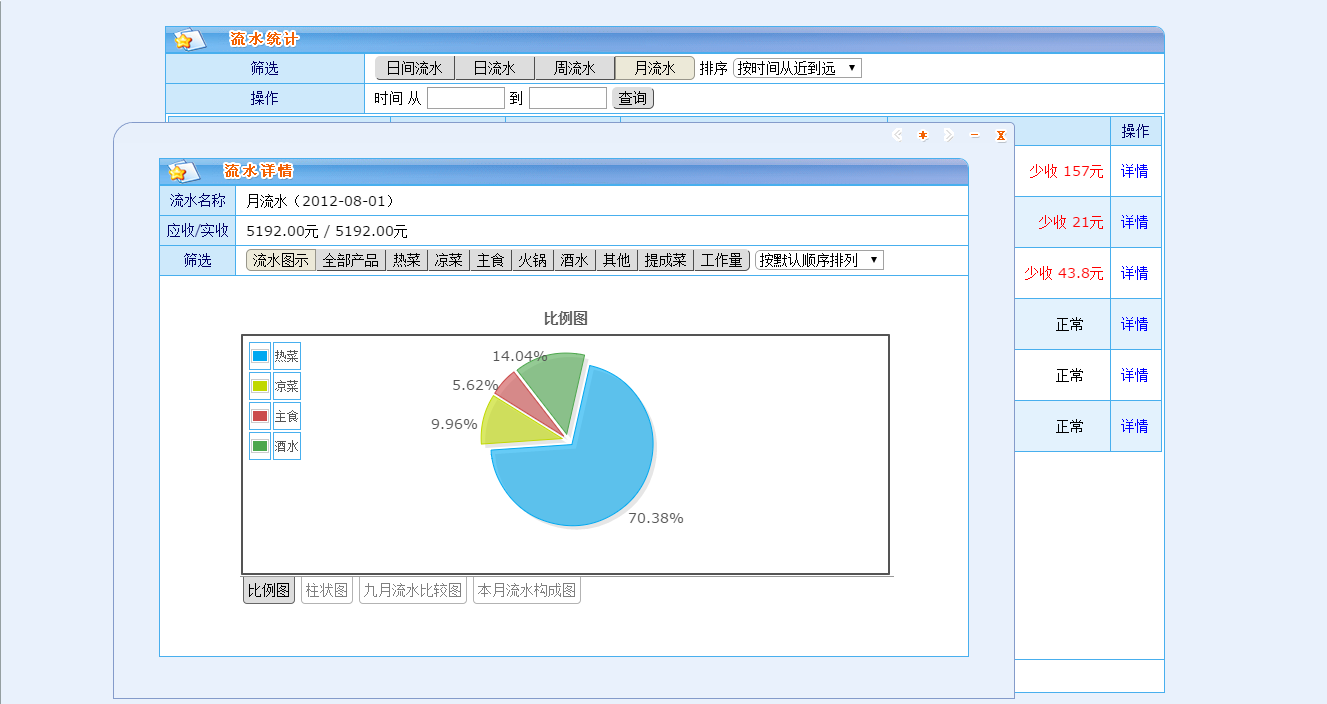 流水统计
筛选 日间流水 日流水 周流水 月流水 排序 按时间从近到远
操作 时间 从 到 查询
操作
少收 157元 详情
少收 21元 详情
少收 43.8元 详情
正常 详情
正常 详情
正常 详情
流水详情
流水名称 月流水（2012-08-01）
应收/实收 5192.00元 / 5192.00元
筛选 流水图示 全部产品 热菜 凉菜 主食 火锅 酒水 其他 提成菜 工作量 按默认顺序排列
比例图
热菜
凉菜
主食
酒水
14.04%
5.62%
9.96%
70.38%
比例图 柱状图 九月流水比较图 本月流水构成图